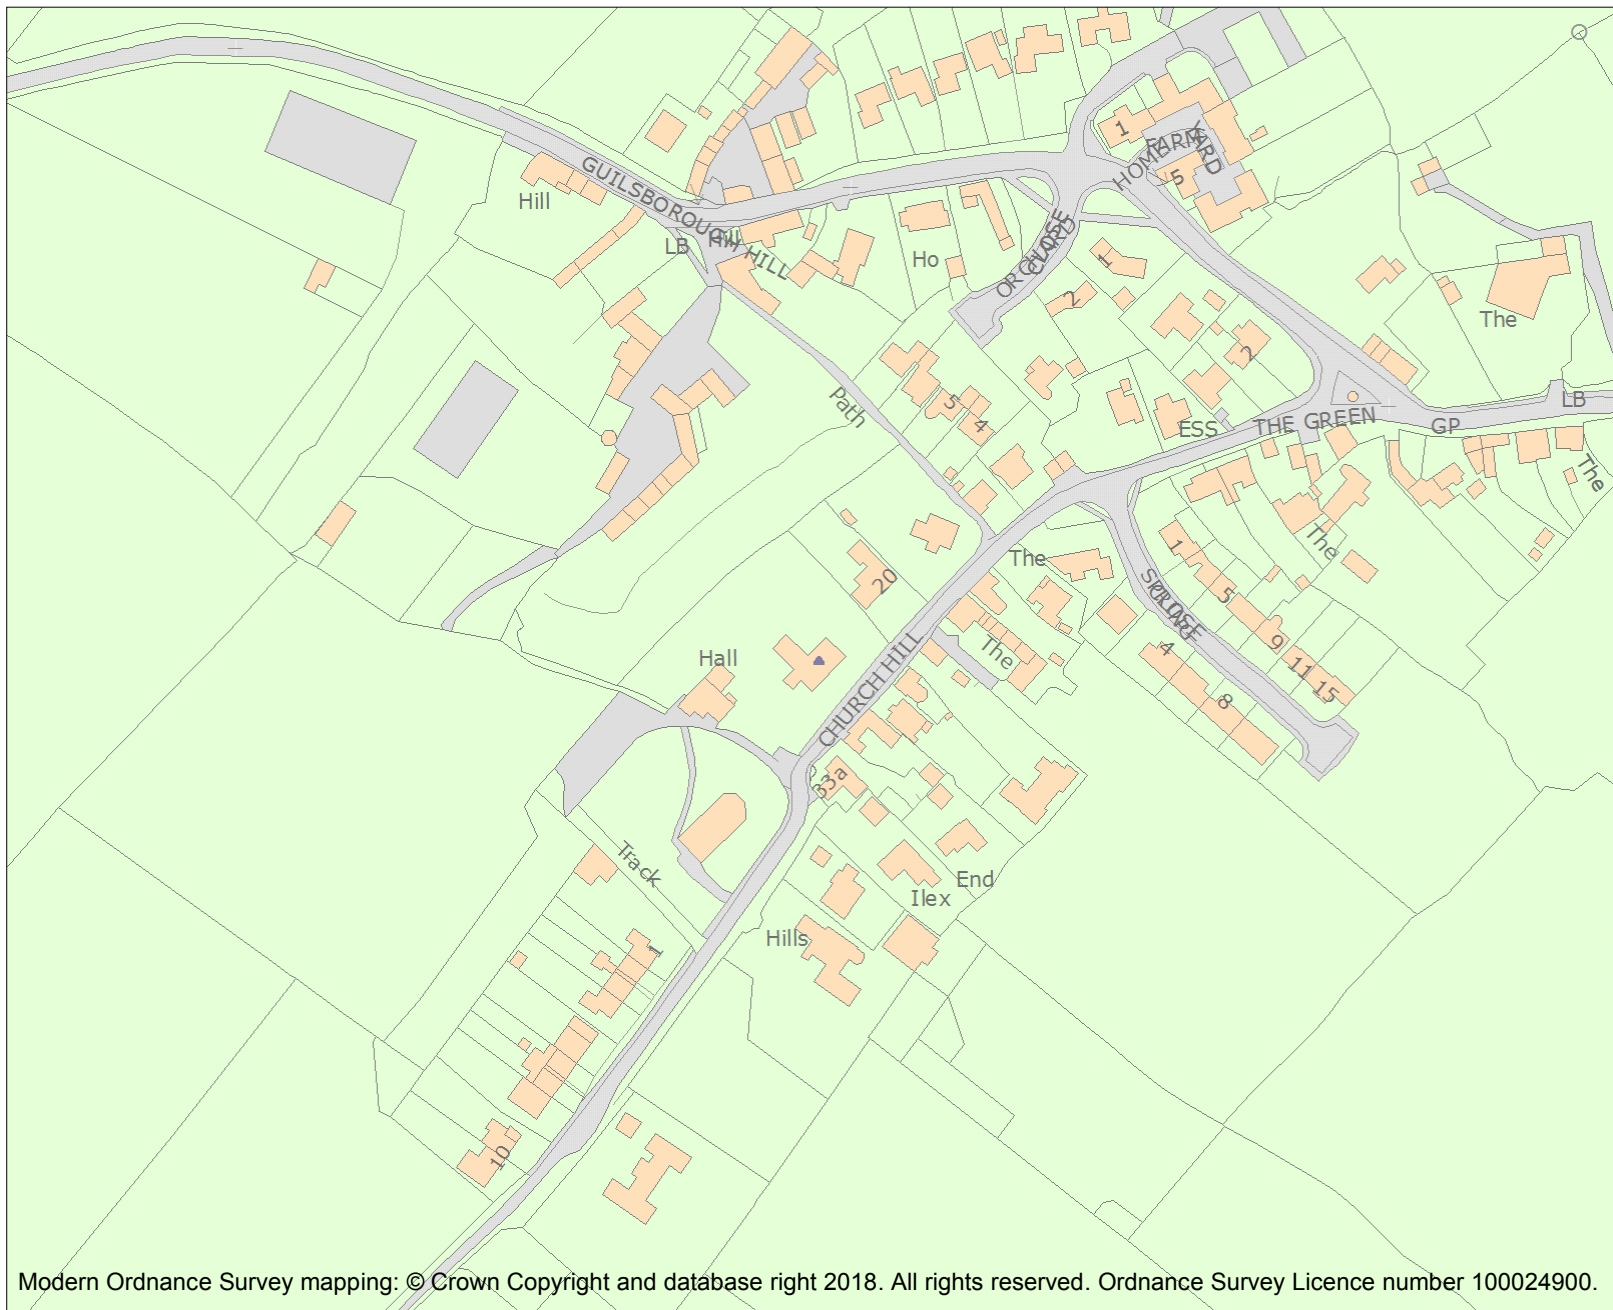 1
HOME FARM
YARD
5
GUILSBOROUGH HILL
Hill
LB
Hill
Ho
ORCHARD
CLOSE
1
2
The
2
Path
5
4
ESS
THE GREEN
GP
LB
The
The
20
The
1
SPRING
CLOSE
5
9
11
15
4
8
The
Hall
CHURCH HILL
33a
Track
End
Ilex
Hills
1
10
Modern Ordnance Survey mapping: © Crown Copyright and database right 2018. All rights reserved. Ordnance Survey Licence number 100024900.